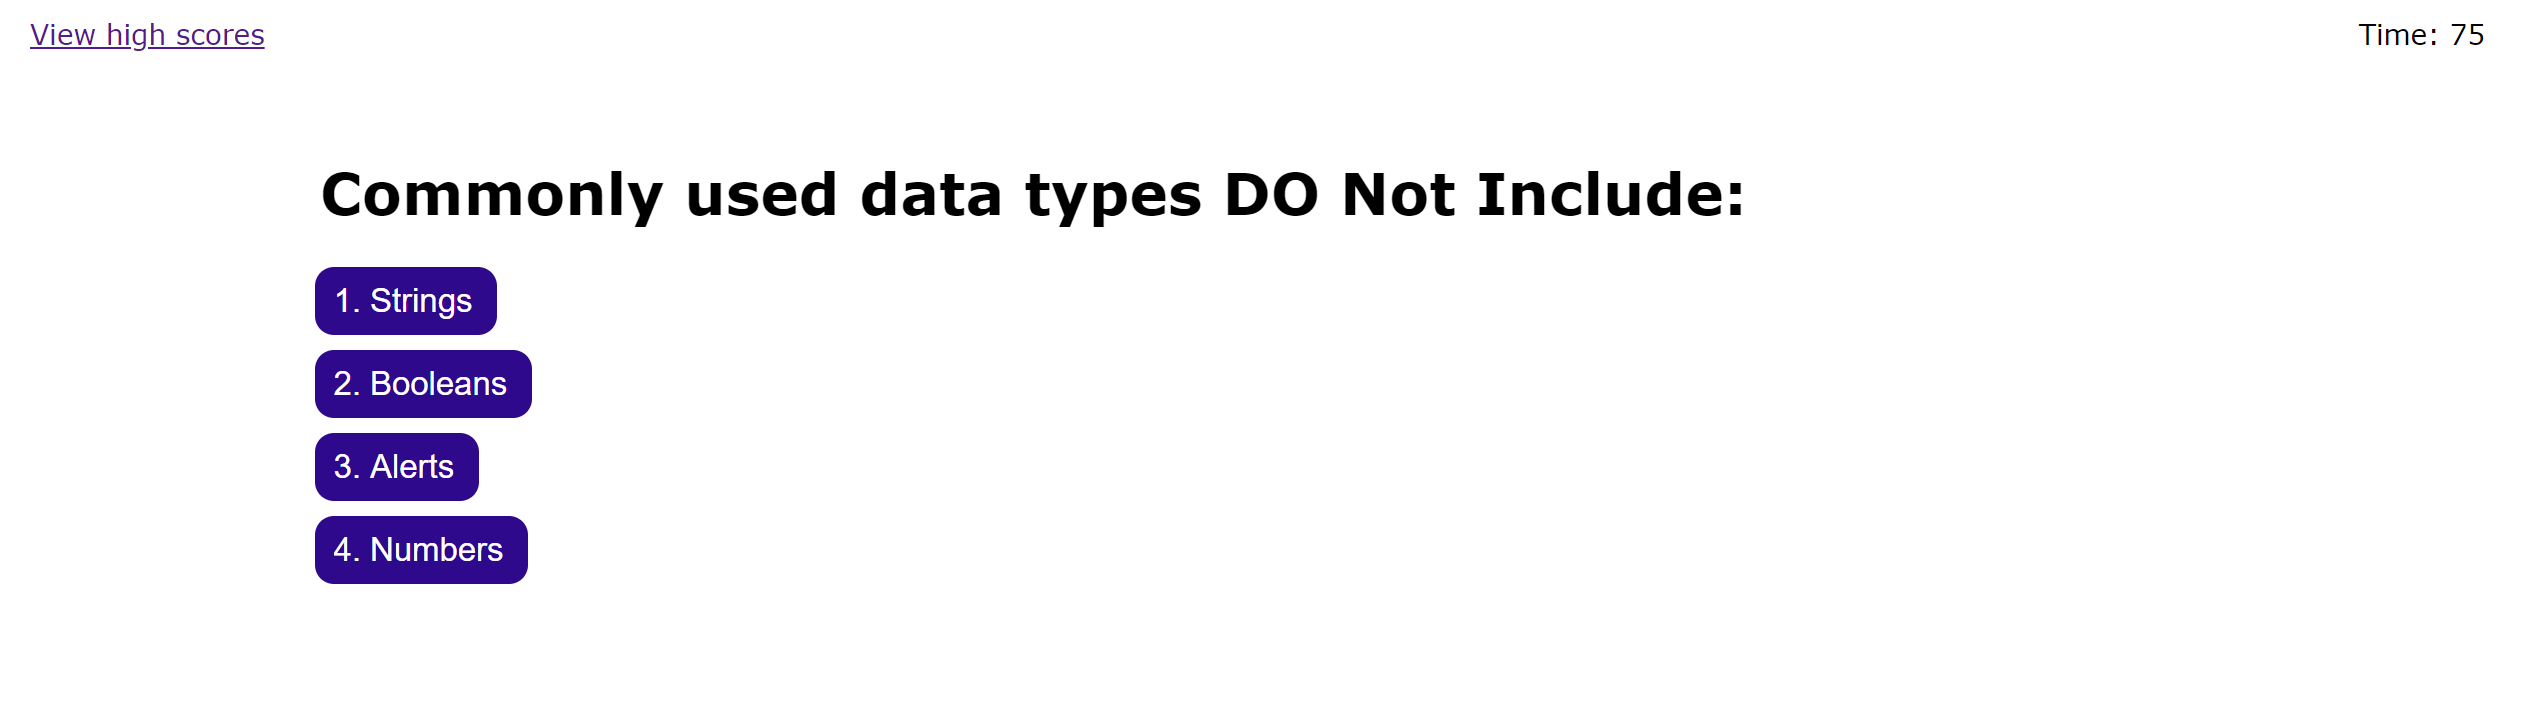 View high scores
Time: 75
Commonly used data types DO Not Include:
1. Strings
2. Booleans
3. Alerts
4. Numbers